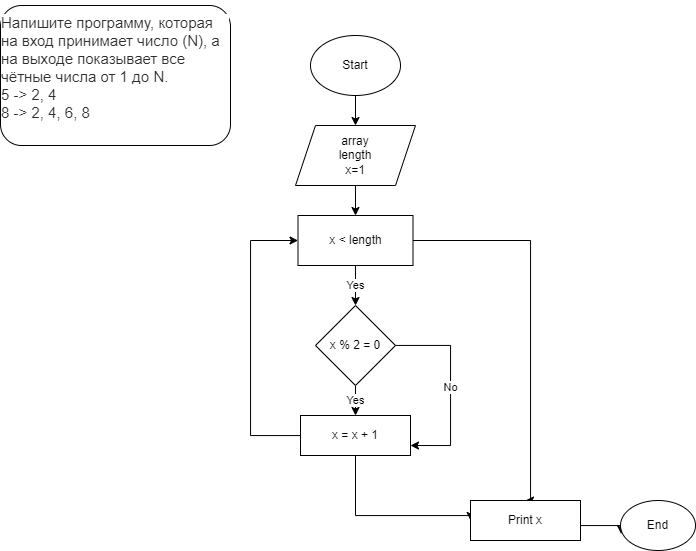 Напишите программу, которая
на вход принимает число (N), а
на выходе показывает все
чётные числа от 1 до N.
5 -> 2, 4
8 -> 2, 4, 6, 8
Start
array
length
x=1
x < length
Yes
x % 2 = 0
No
Yes
x = x + 1
Print x
End